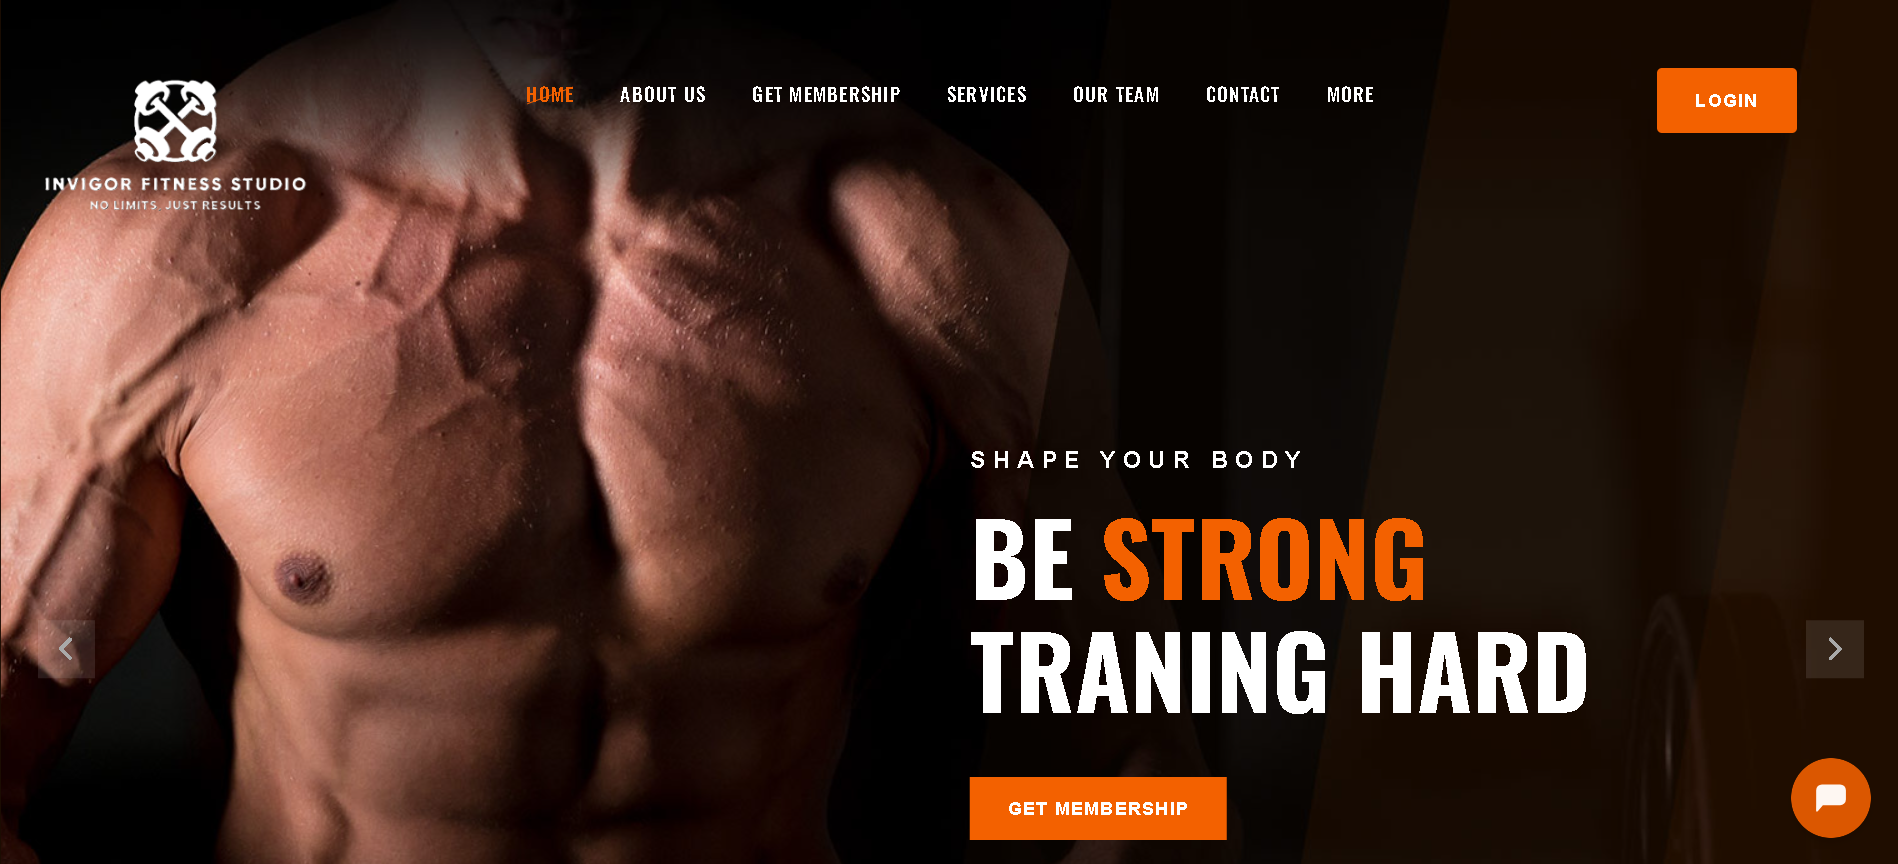 INVIGOR FITNESS STUDIO
NO LIMITS. JUST RESULTS
HOME ABOUT US GET MEMBERSHIP SERVICES OUR TEAM CONTACT MORE
LOGIN
SHAPE YOUR BODY
BE STRONG
TRANING HARD
GET MEMBERSHIP